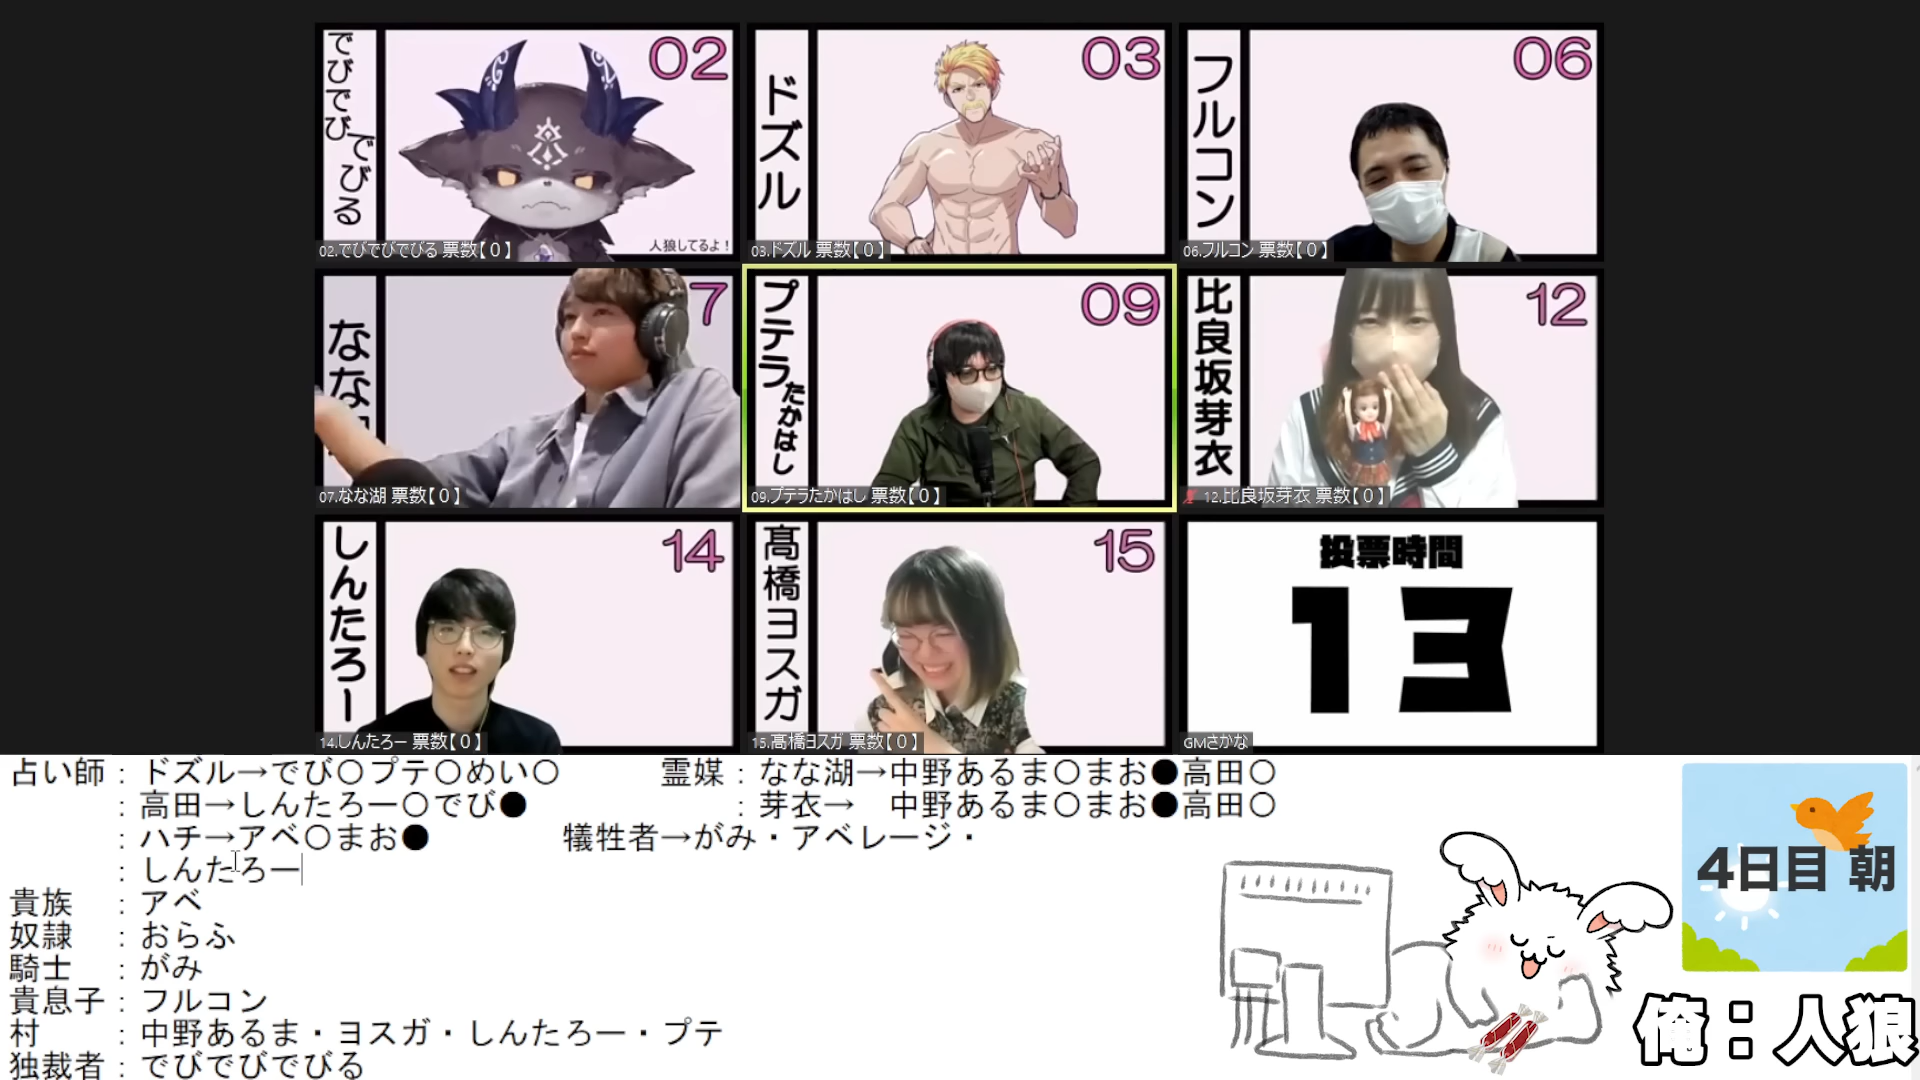 でびでびでびる
02
人狼してるよ!
02.でびでびでびる 票数【0】
ドズル
03
03.ドズル 票数【0】
フルコン
06
06.フルコン 票数【0】
なな
7
07.なな湖 票数【0】
プテラたかはし
09
09.プテラたかはし 票数【0】
比良坂芽衣
12
12.比良坂芽衣 票数【0】
しんたろー
14
14.しんたろー 票数【0】
髙橋ヨスガ
15
15.髙橋ヨスガ 票数【0】
投票時間
13
GMさかな
占い師:ドズル→でび〇プテ〇めい〇
:高田→しんたろー〇でび●
:ハチ→アベ〇まお●
:しんたろー
霊媒:なな湖→中野あるま〇まお●高田〇
:芽衣→ 中野あるま〇まお●高田〇
犠牲者→がみ・アベレージ・
貴族:アベ
奴隷:おらふ
騎士:がみ
貴息子:フルコン
村:中野あるま・ヨスガ・しんたろー・プテ
独裁者:でびでびでびる
4日目 朝
俺:人狼